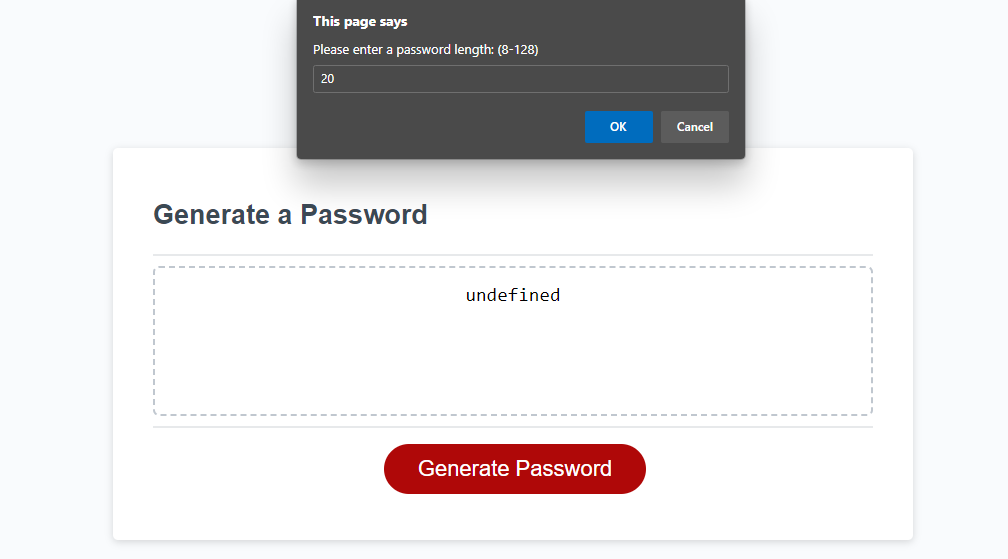 This page says
Please enter a password length: (8-128)
20
OK
Cancel
Generate a Password
undefined
Generate Password